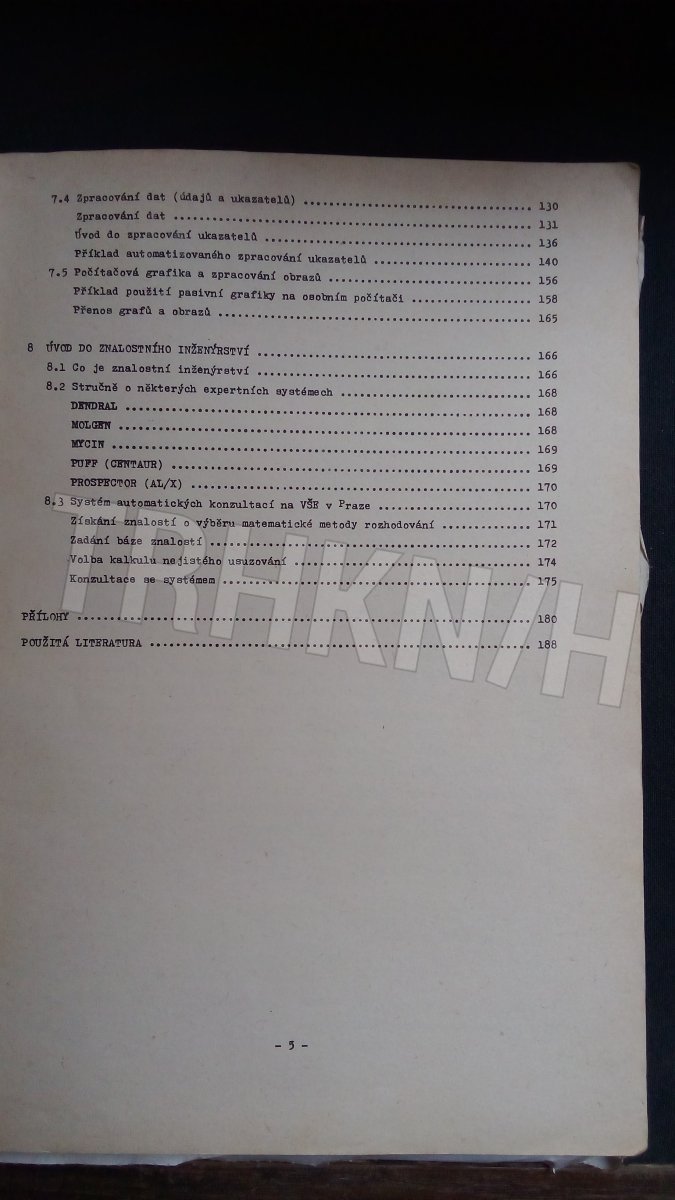 7.4 Zpracování dat (údajů a ukazatelů) ........ 130
Zpracování dat ........ 131
Úvod do zpracování ukazatelů ........ 136
Příklad automatizovaného zpracování ukazatelů ........ 140
7.5 Počítačová grafika a zpracování obrazů ........ 156
Příklad použití pasivní grafiky na osobním počítači ........ 158
Přenos grafů a obrazů ........ 165
8 ÚVOD DO ZNALOSTNÍHO INŽENÝRSTVÍ ........ 166
8.1 Co je znalostní inženýrství ........ 166
8.2 Stručně o některých expertních systémech ........ 168
DENDRAL ........ 168
MOLGEN ........ 168
MYCIN ........ 169
PUFF (CENTAUR) ........ 169
PROSPECTOR (AL/X) ........ 170
8.3 Systém automatických konzultací na VŠE v Praze ........ 170
Získání znalostí o výběru matematické metody rozhodování ........ 171
Zadání báze znalostí ........ 172
Volba kalkulu nejistého usuzování ........ 174
Konzultace se systémem ........ 175
PŘÍLOHY ........ 180
POUŽITÁ LITERATURA ........ 188
TRHKN/H
- 5 -